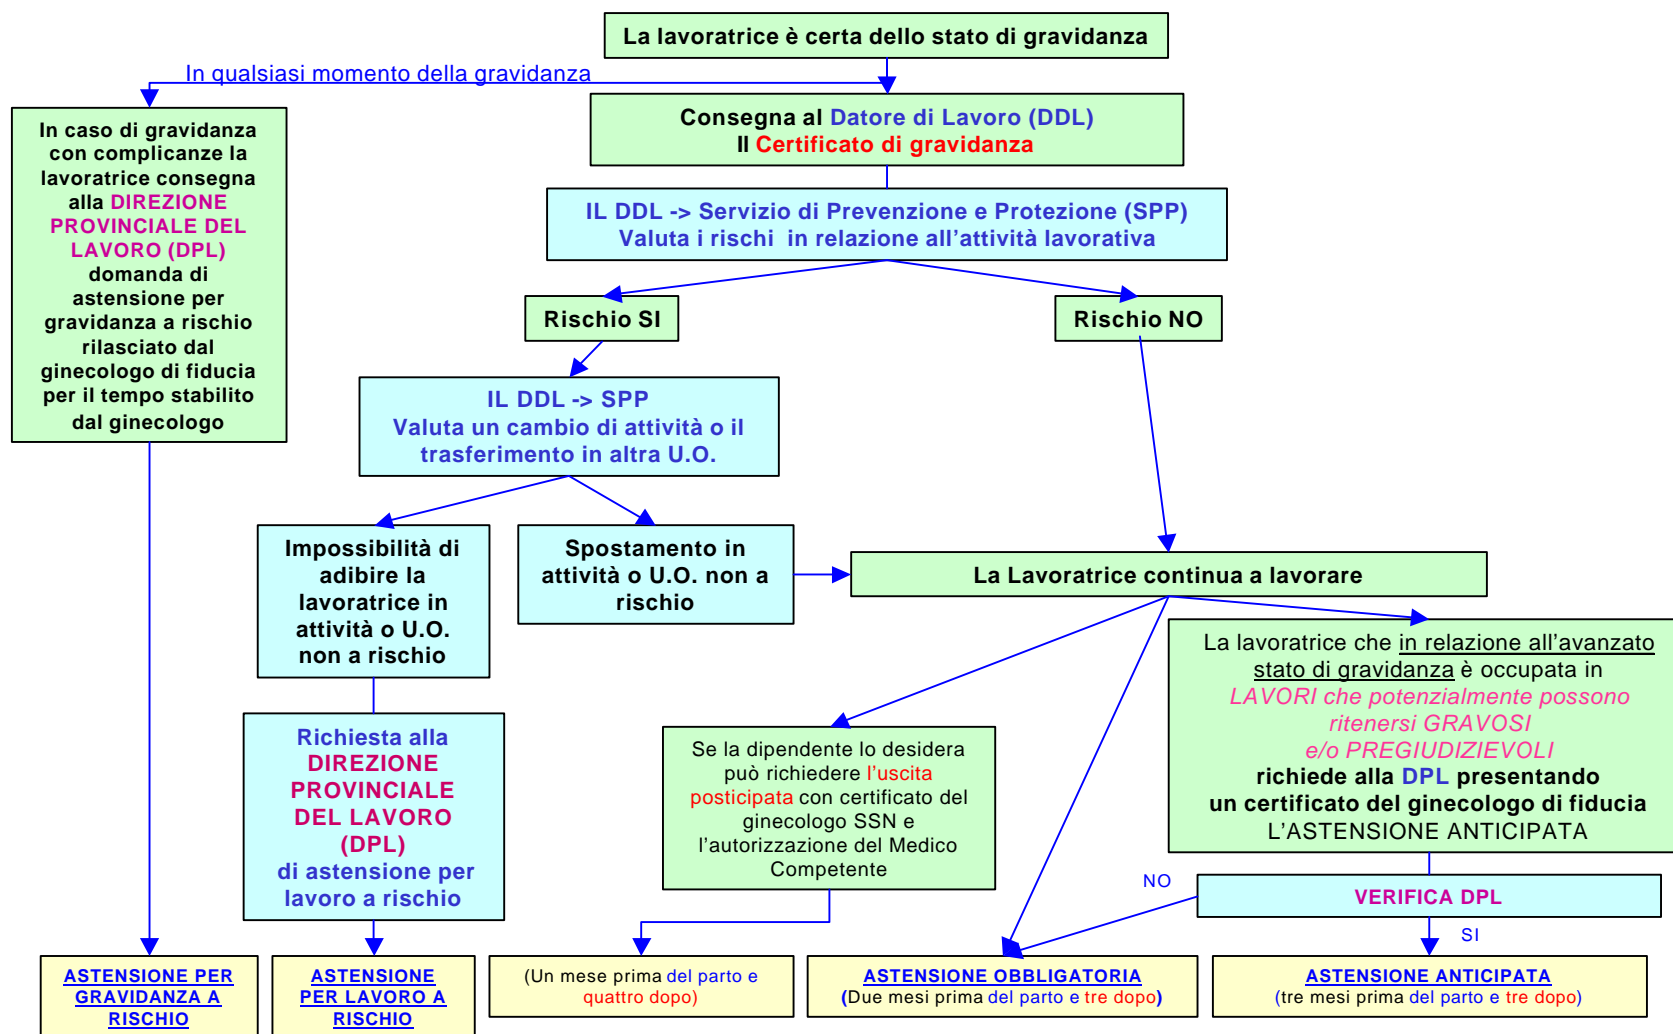 La lavoratrice è certa dello stato di gravidanza
In qualsiasi momento della gravidanza
In caso di gravidanza
con complicanze la
lavoratrice consegna
alla DIREZIONE
PROVINCIALE DEL
LAVORO (DPL)
domanda di
astensione per
gravidanza a rischio
rilasciato dal
ginecologo di fiducia
per il tempo stabilito
dal ginecologo
Consegna al Datore di Lavoro (DDL)
Il Certificato di gravidanza
IL DDL -> Servizio di Prevenzione e Protezione (SPP)
Valuta i rischi in relazione all'attività lavorativa
Rischio SI
Rischio NO
IL DDL -> SPP
Valuta un cambio di attività o il
trasferimento in altra U.O.
Impossibilità di
adibire la
lavoratrice in
attività o U.O.
non a rischio
Spostamento in
attività o U.O. non a
rischio
La Lavoratrice continua a lavorare
Richiesta alla
DIREZIONE
PROVINCIALE
DEL LAVORO
(DPL)
di astensione per
lavoro a rischio
Se la dipendente lo desidera
può richiedere l'uscita
posticipata con certificato del
ginecologo SSN e
l'autorizzazione del Medico
Competente
La lavoratrice che in relazione all'avanzato
stato di gravidanza è occupata in
LAVORI che potenzialmente possono
ritenersi GRAVOSI
e/o PREGIUDIZIEVOLI
richiede alla DPL presentando
un certificato del ginecologo di fiducia
L'ASTENSIONE ANTICIPATA
NO
VERIFICA DPL
SI
ASTENSIONE PER
GRAVIDANZA A
RISCHIO
ASTENSIONE
PER LAVORO A
RISCHIO
(Un mese prima del parto e
quattro dopo)
ASTENSIONE OBBLIGATORIA
(Due mesi prima del parto e tre dopo)
ASTENSIONE ANTICIPATA
(tre mesi prima del parto e tre dopo)